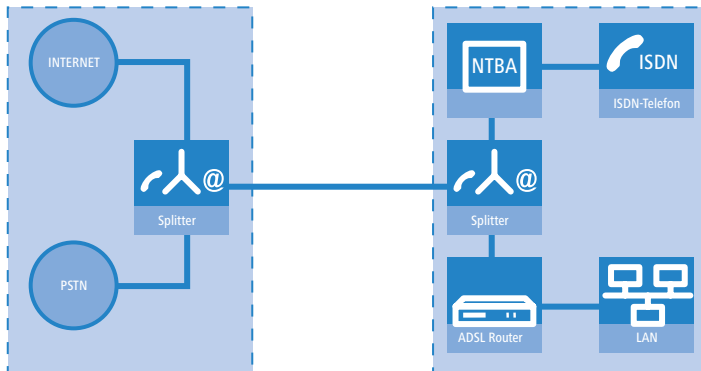 INTERNET
@
Splitter
PSTN
NTBA
ISDN
ISDN-Telefon
@
Splitter
ADSL Router
LAN